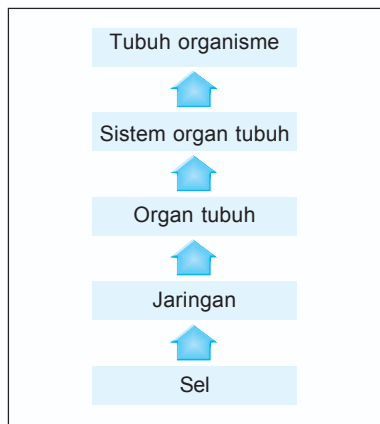 Tubuh organisme
Sistem organ tubuh
Organ tubuh
Jaringan
Sel